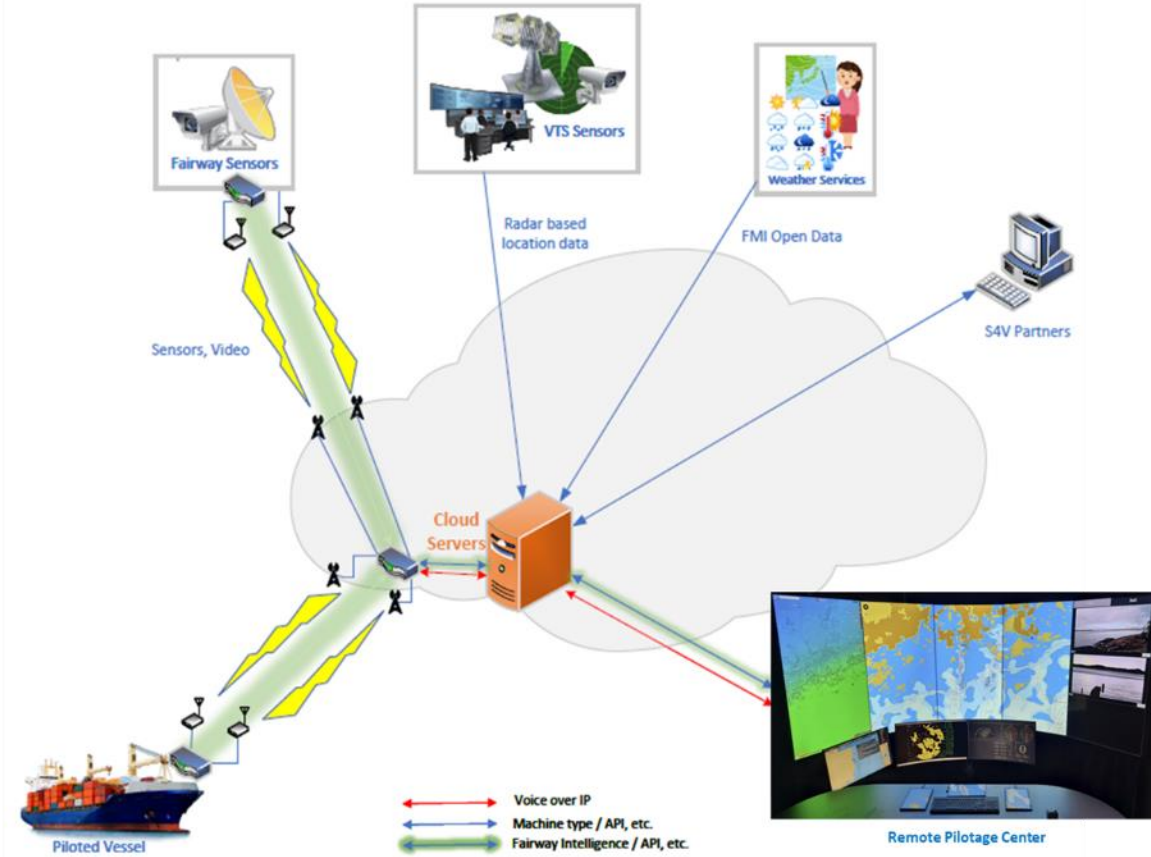 VTS Sensors
Fairway Sensors
Weather Services
Radar based
location data
FMI Open Data
S4V Partners
Sensors, Video
Cloud
Servers
Voice over IP
Machine type / API, etc.
Fairway Intelligence / API, etc.
Piloted Vessel
Remote Pilotage Center